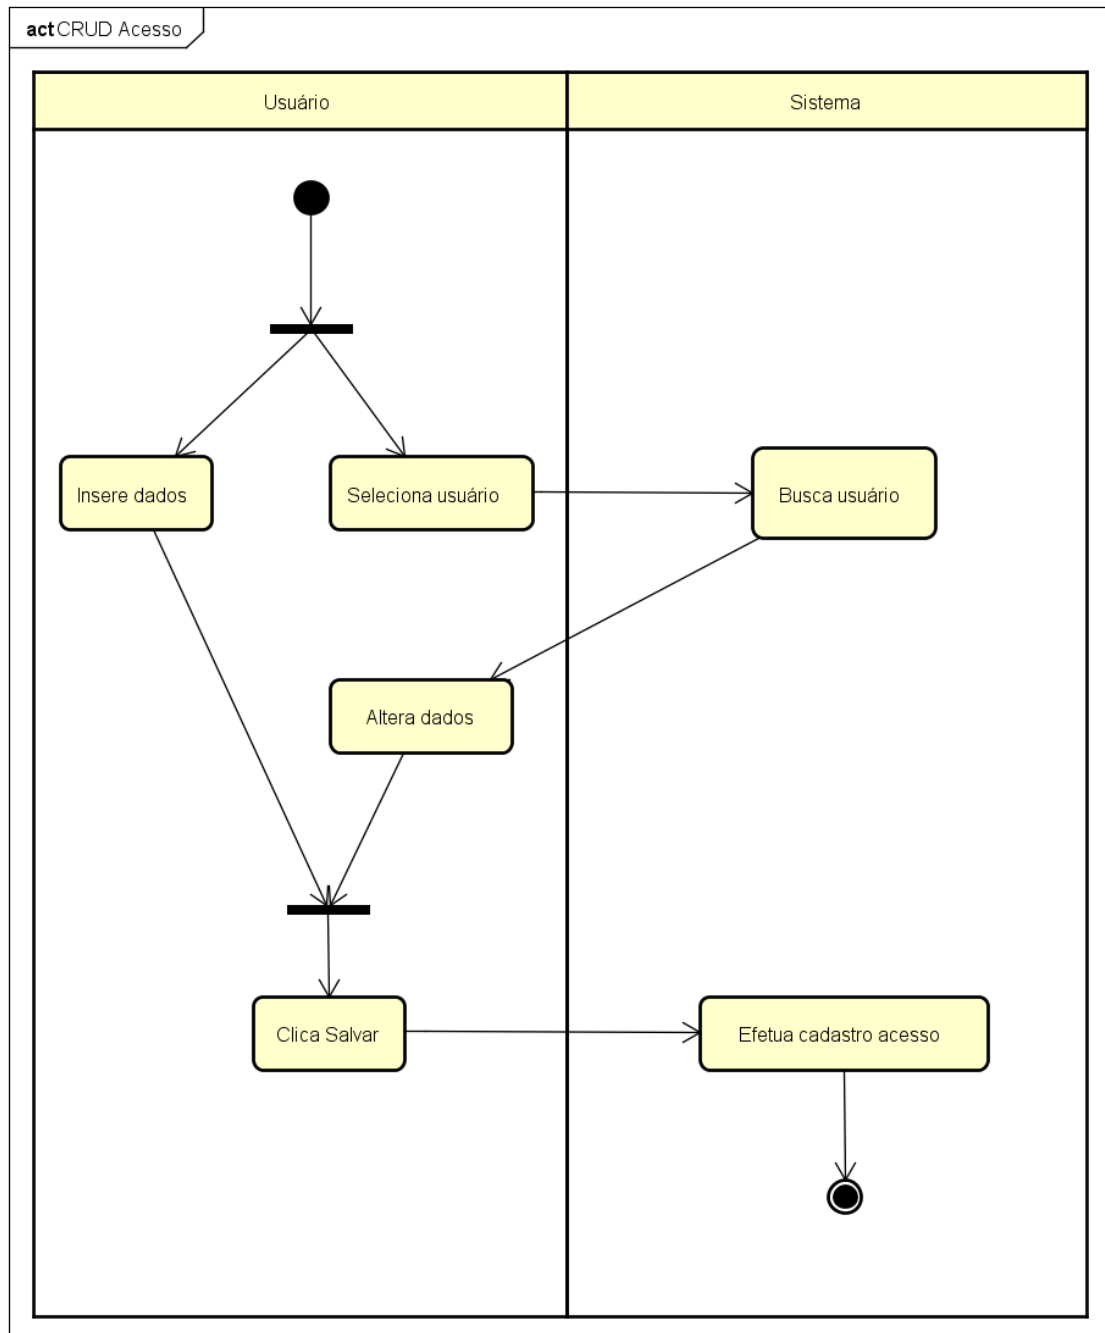 act CRUD Acesso
Usuário
Sistema
Insere dados
Seleciona usuário
Busca usuário
Altera dados
Clica Salvar
Efetua cadastro acesso